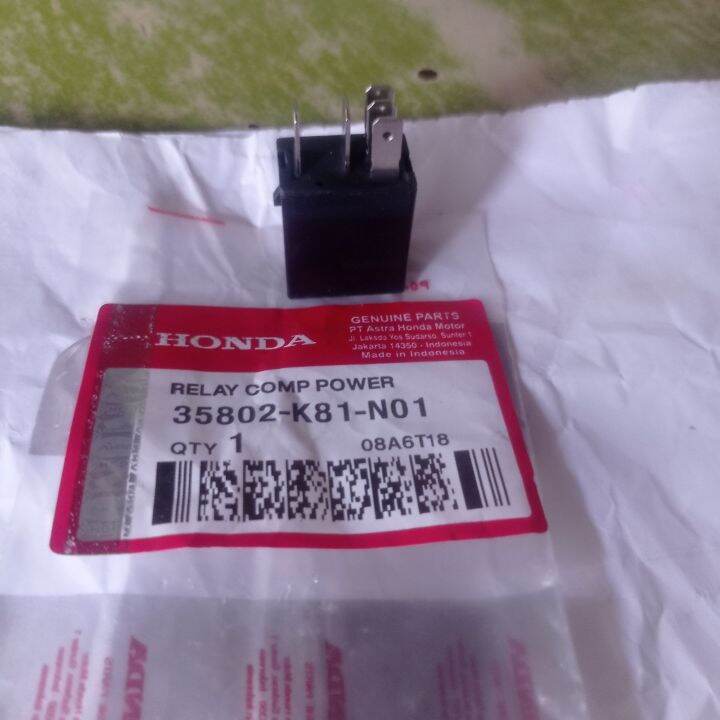 HONDA
GENUINE PARTS
PT Astra Honda Motor
Jl. Laksda Yos Sudarso, Sunter 1
Jakarta 14350 - Indonesia
Made in Indonesia
RELAY COMP POWER
35802-K81-N01
QTY 1 08A6T18